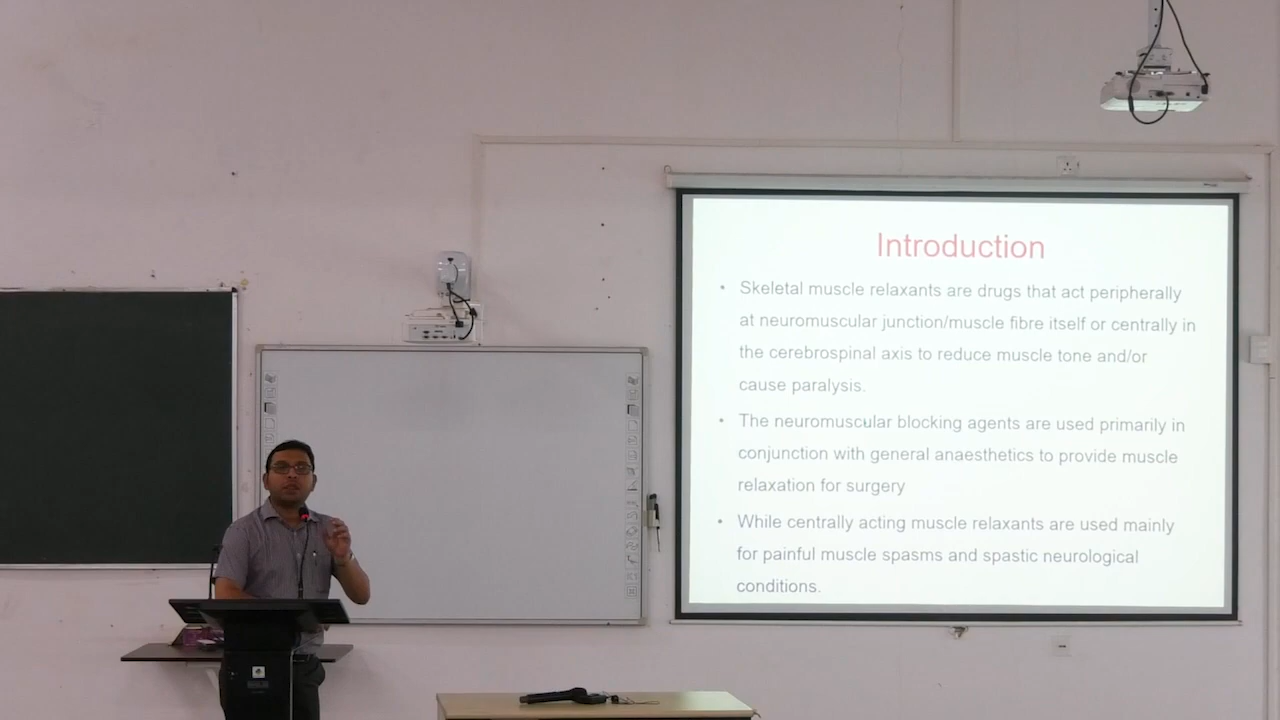 Introduction
• Skeletal muscle relaxants are drugs that act peripherally
at neuromuscular junction/muscle fibre itself or centrally in
the cerebrospinal axis to reduce muscle tone and/or
cause paralysis.
• The neuromuscular blocking agents are used primarily in
conjunction with general anaesthetics to provide muscle
relaxation for surgery
• While centrally acting muscle relaxants are used mainly
for painful muscle spasms and spastic neurological
conditions.